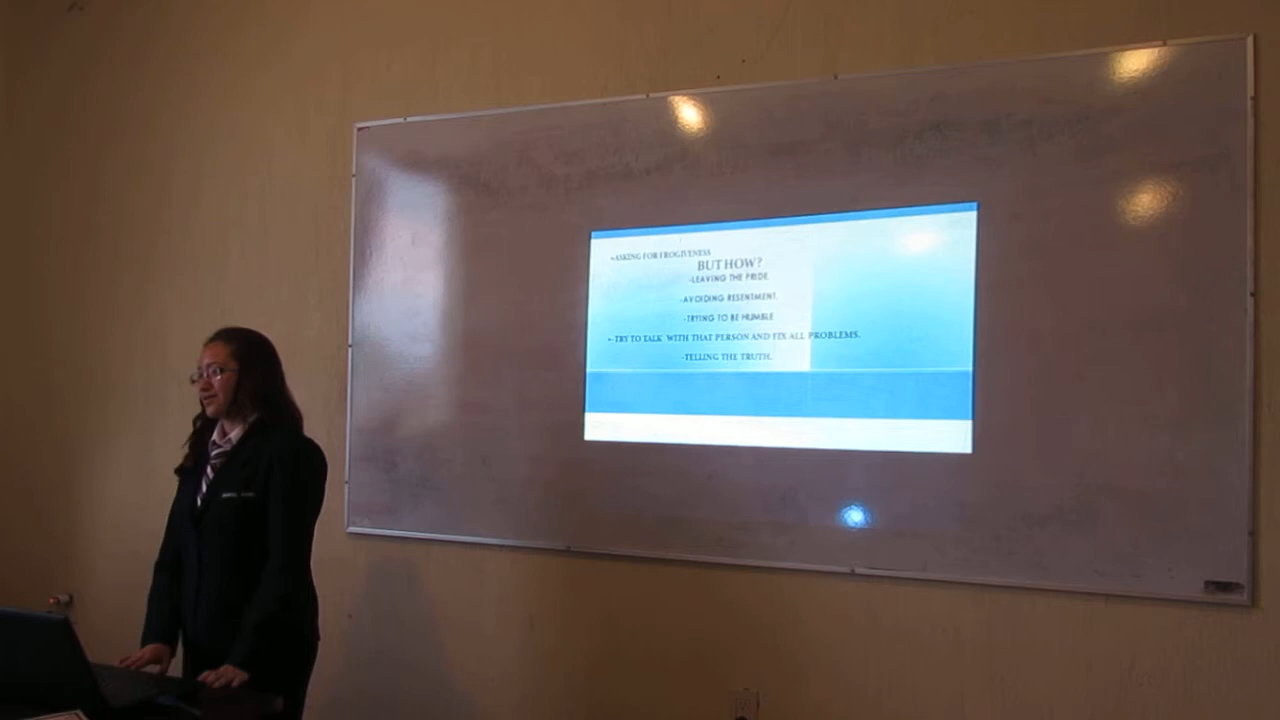 -ASKING FOR FROGIVENESS
BUT HOW?
-LEAVING THE PRIDE.
-AVOIDING RESENTMENT.
-TRYING TO BE HUMBLE
- TRY TO TALK WITH THAT PERSON AND FIX ALL PROBLEMS.
-TELLING THE TRUTH.